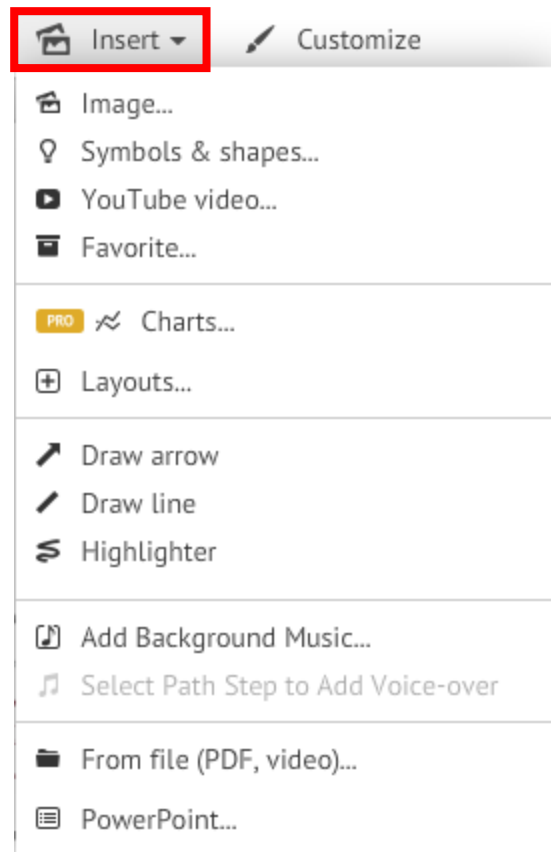 Insert Customize
Image...
Symbols & shapes...
YouTube video...
Favorite...
PRO Charts...
Layouts...
Draw arrow
Draw line
Highlighter
Add Background Music...
Select Path Step to Add Voice-over
From file (PDF, video)...
PowerPoint...